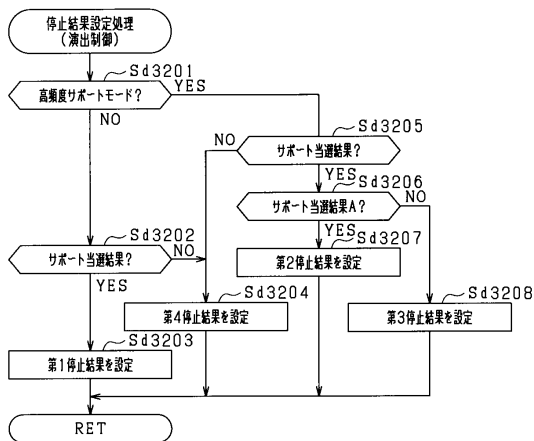 停止結果設定処理
(演出制御)
Sd3201
高頻度サポートモード?
YES
NO
Sd3205
サポート当選結果?
NO
YES
Sd3206
サポート当選結果A?
NO
YES
Sd3202
サポート当選結果?
NO
YES
Sd3207
第2停止結果を設定
Sd3204
第4停止結果を設定
Sd3208
第3停止結果を設定
Sd3203
第1停止結果を設定
RET